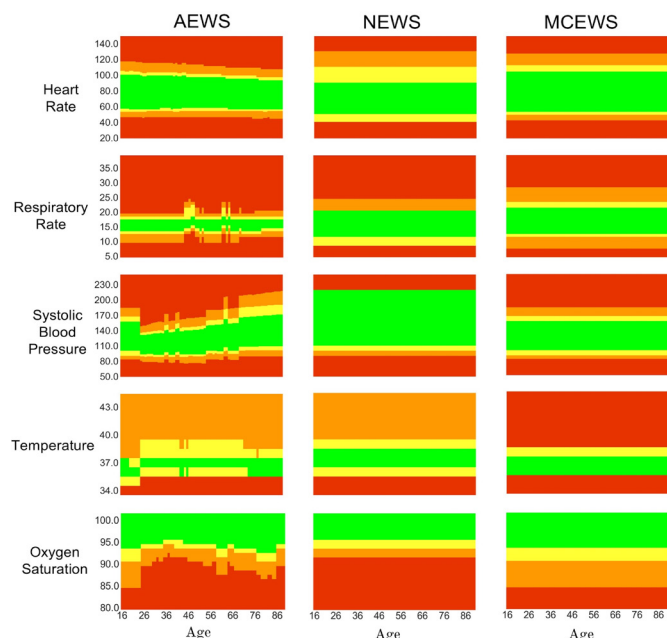 AEWS NEWS MCEWS
Heart
Rate
140.0
120.0
100.0
80.0
60.0
40.0
20.0
Respiratory
Rate
35.0
30.0
25.0
20.0
15.0
10.0
5.0
Systolic
Blood
Pressure
230.0
200.0
170.0
140.0
110.0
80.0
50.0
Temperature
43.0
40.0
37.0
34.0
Oxygen
Saturation
100.0
95.0
90.0
85.0
80.0
16 26 36 46 56 66 76 86 16 26 36 46 56 66 76 86 16 26 36 46 56 66 76 86
Age Age Age